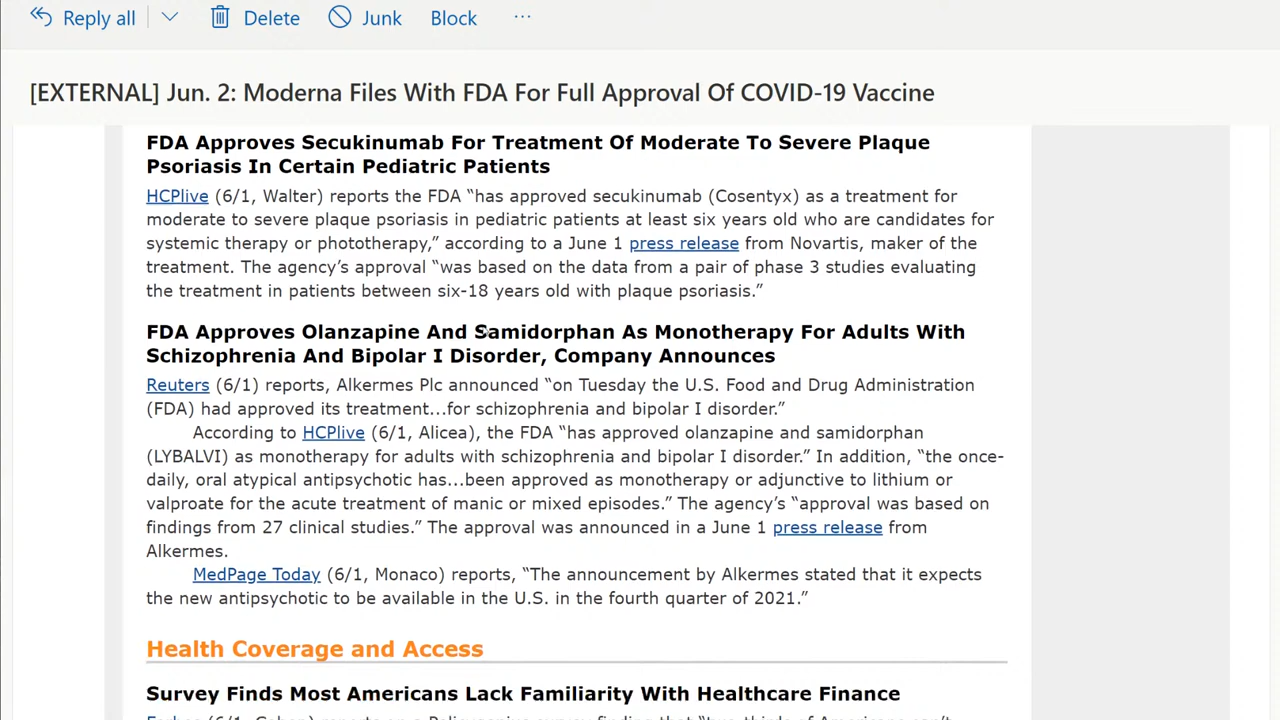 Reply all
Delete
Junk
Block
[EXTERNAL] Jun. 2: Moderna Files With FDA For Full Approval Of COVID-19 Vaccine
FDA Approves Secukinumab For Treatment Of Moderate To Severe Plaque
Psoriasis In Certain Pediatric Patients
HCPlive (6/1, Walter) reports the FDA “has approved secukinumab (Cosentyx) as a treatment for
moderate to severe plaque psoriasis in pediatric patients at least six years old who are candidates for
systemic therapy or phototherapy,” according to a June 1 press release from Novartis, maker of the
treatment. The agency’s approval “was based on the data from a pair of phase 3 studies evaluating
the treatment in patients between six-18 years old with plaque psoriasis.”
FDA Approves Olanzapine And Samidorphan As Monotherapy For Adults With
Schizophrenia And Bipolar I Disorder, Company Announces
Reuters (6/1) reports, Alkermes Plc announced “on Tuesday the U.S. Food and Drug Administration
(FDA) had approved its treatment...for schizophrenia and bipolar I disorder.”
According to HCPlive (6/1, Alicea), the FDA “has approved olanzapine and samidorphan
(LYBALVI) as monotherapy for adults with schizophrenia and bipolar I disorder.” In addition, “the once-
daily, oral atypical antipsychotic has...been approved as monotherapy or adjunctive to lithium or
valproate for the acute treatment of manic or mixed episodes.” The agency’s “approval was based on
findings from 27 clinical studies.” The approval was announced in a June 1 press release from
Alkermes.
MedPage Today (6/1, Monaco) reports, “The announcement by Alkermes stated that it expects
the new antipsychotic to be available in the U.S. in the fourth quarter of 2021.”
Health Coverage and Access
Survey Finds Most Americans Lack Familiarity With Healthcare Finance